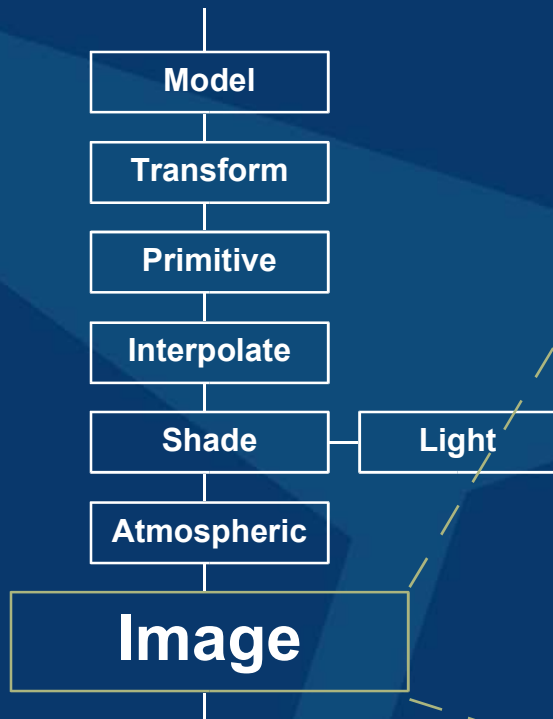 Model
Transform
Primitive
Interpolate
Shade
Light
Atmospheric
Image